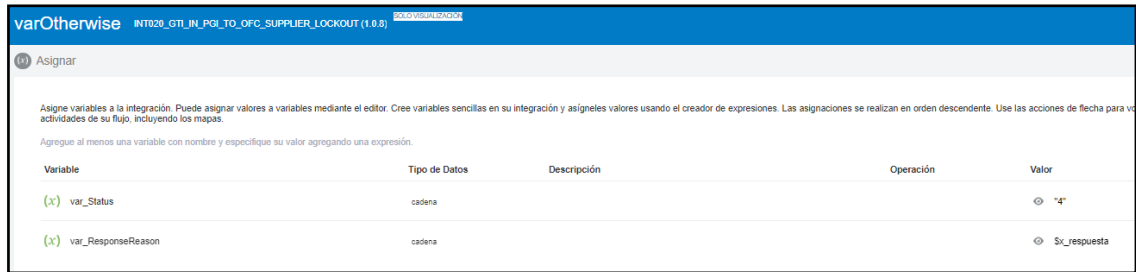 varOtherwise INT020_GTI_IN_PGI_TO_OFC_SUPPLIER_LOCKOUT (1.0.8) SOLO VISUALIZACIÓN
(x) Asignar
Asigne variables a la integración. Puede asignar valores a variables mediante el editor. Cree variables sencillas en su integración y asígneles valores usando el creador de expresiones. Las asignaciones se realizan en orden descendente. Use las acciones de flecha para vo
actividades de su flujo, incluyendo los mapas.
Agregue al menos una variable con nombre y especifique su valor agregando una expresión.
Variable Tipo de Datos Descripción Operación Valor
(x) var_Status cadena "4"
(x) var_ResponseReason cadena $x_respuesta